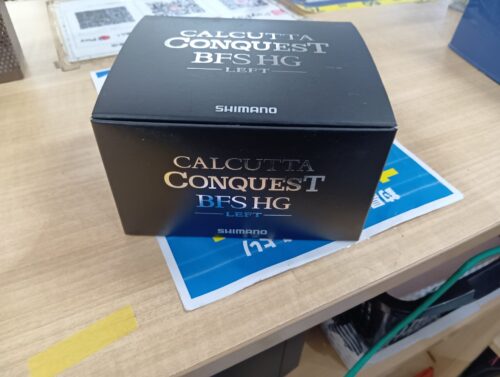 CALCUTTA
CONQUEST
BFS HG
LEFT
SHIMANO
CALCUTTA
CONQUEST
BFS HG
LEFT
SHIMANO